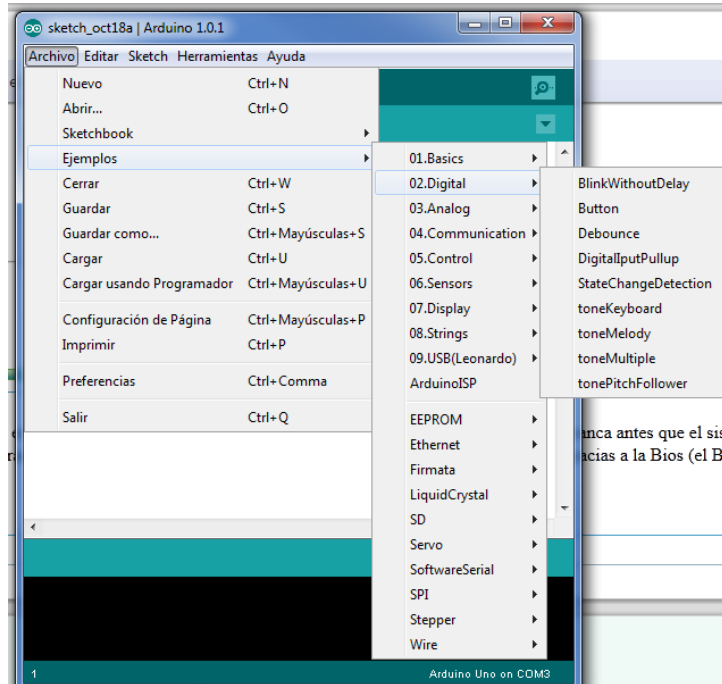 sketch_oct18a | Arduino 1.0.1
Archivo Editar Sketch Herramientas Ayuda
Nuevo Ctrl+N
Abrir... Ctrl+O
Sketchbook
Ejemplos
Cerrar Ctrl+W
Guardar Ctrl+S
Guardar como... Ctrl+Mayúsculas+S
Cargar Ctrl+U
Cargar usando Programador Ctrl+Mayúsculas+U
Configuración de Página Ctrl+Mayúsculas+P
Imprimir Ctrl+P
Preferencias Ctrl+Comma
Salir Ctrl+Q
01.Basics
02.Digital
03.Analog
04.Communication
05.Control
06.Sensors
07.Display
08.Strings
09.USB(Leonardo)
ArduinoISP
EEPROM
Ethernet
Firmata
LiquidCrystal
SD
Servo
SoftwareSerial
SPI
Stepper
Wire
BlinkWithoutDelay
Button
Debounce
DigitalIputPullup
StateChangeDetection
toneKeyboard
toneMelody
toneMultiple
tonePitchFollower
antes que el
a la Bios (el
1 Arduino Uno on COM3